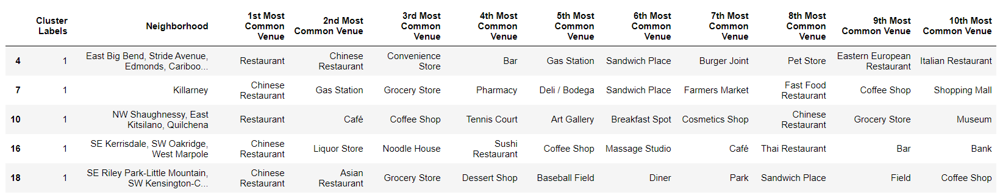 Cluster Labels Neighborhood 1st Most Common Venue 2nd Most Common Venue 3rd Most Common Venue 4th Most Common Venue 5th Most Common Venue 6th Most Common Venue 7th Most Common Venue 8th Most Common Venue 9th Most Common Venue 10th Most Common Venue
4 1 East Big Bend, Stride Avenue, Edmonds, Cariboo... Restaurant Chinese Restaurant Convenience Store Bar Gas Station Sandwich Place Burger Joint Pet Store Eastern European Restaurant Italian Restaurant
7 1 Killarney Chinese Restaurant Gas Station Grocery Store Pharmacy Deli / Bodega Sandwich Place Farmers Market Fast Food Restaurant Coffee Shop Shopping Mall
10 1 NW Shaughnessy, East Kitsilano, Quilchena Restaurant Café Coffee Shop Tennis Court Art Gallery Breakfast Spot Cosmetics Shop Chinese Restaurant Grocery Store Museum
16 1 SE Kerrisdale, SW Oakridge, West Marpole Chinese Restaurant Liquor Store Noodle House Sushi Restaurant Coffee Shop Massage Studio Café Thai Restaurant Bar Bank
18 1 SE Riley Park-Little Mountain, SW Kensington-C... Chinese Restaurant Asian Restaurant Grocery Store Dessert Shop Baseball Field Diner Park Sandwich Place Field Coffee Shop